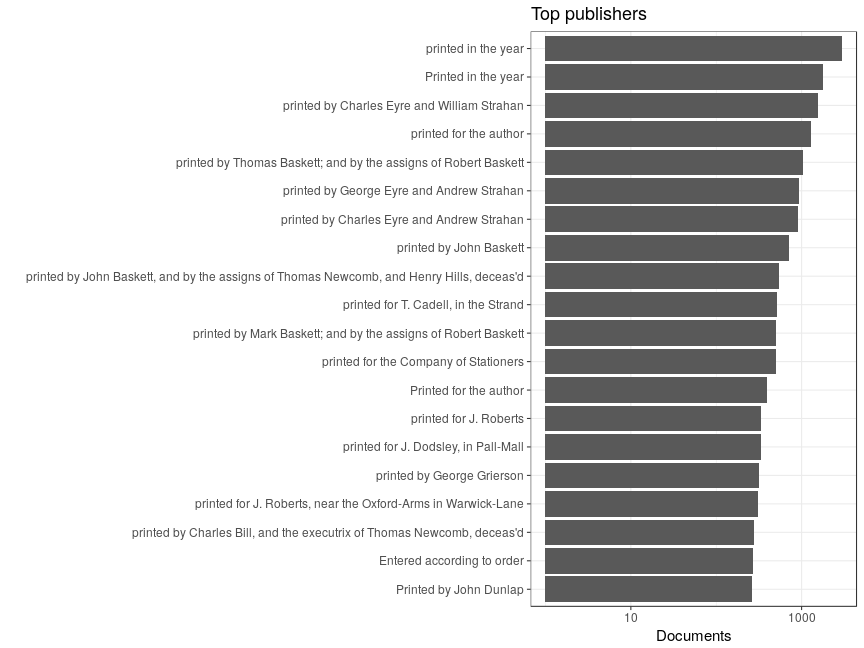 Top publishers
printed in the year
Printed in the year
printed by Charles Eyre and William Strahan
printed for the author
printed by Thomas Baskett; and by the assigns of Robert Baskett
printed by George Eyre and Andrew Strahan
printed by Charles Eyre and Andrew Strahan
printed by John Baskett
printed by John Baskett, and by the assigns of Thomas Newcomb, and Henry Hills, deceas'd
printed for T. Cadell, in the Strand
printed by Mark Baskett; and by the assigns of Robert Baskett
printed for the Company of Stationers
Printed for the author
printed for J. Roberts
printed for J. Dodsley, in Pall-Mall
printed by George Grierson
printed for J. Roberts, near the Oxford-Arms in Warwick-Lane
printed by Charles Bill, and the executrix of Thomas Newcomb, deceas'd
Entered according to order
Printed by John Dunlap
10 1000
Documents